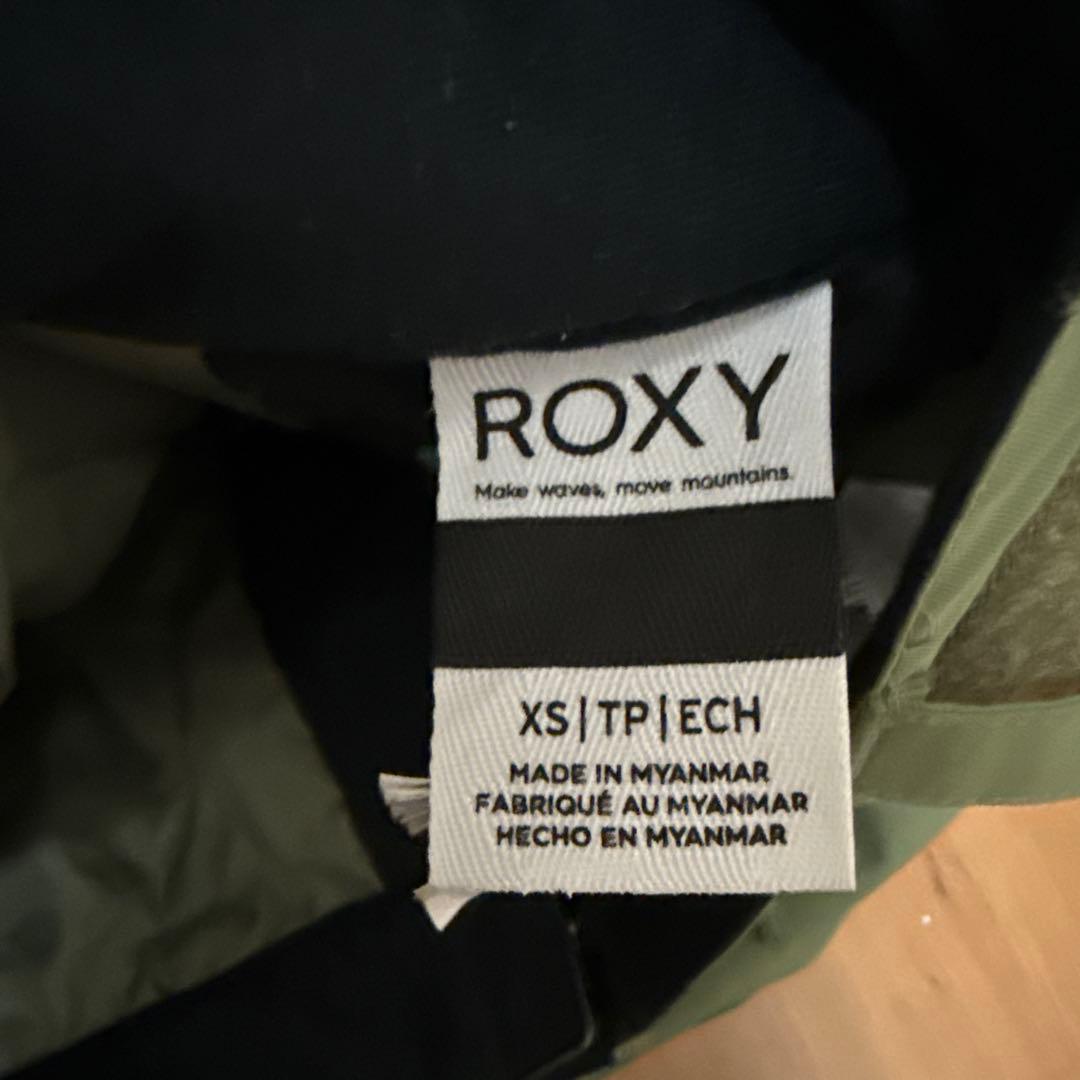 ROXY
Make waves, move mountains.
XS|TP|ECH
MADE IN MYANMAR
FABRIQUÉ AU MYANMAR
HECHO EN MYANMAR